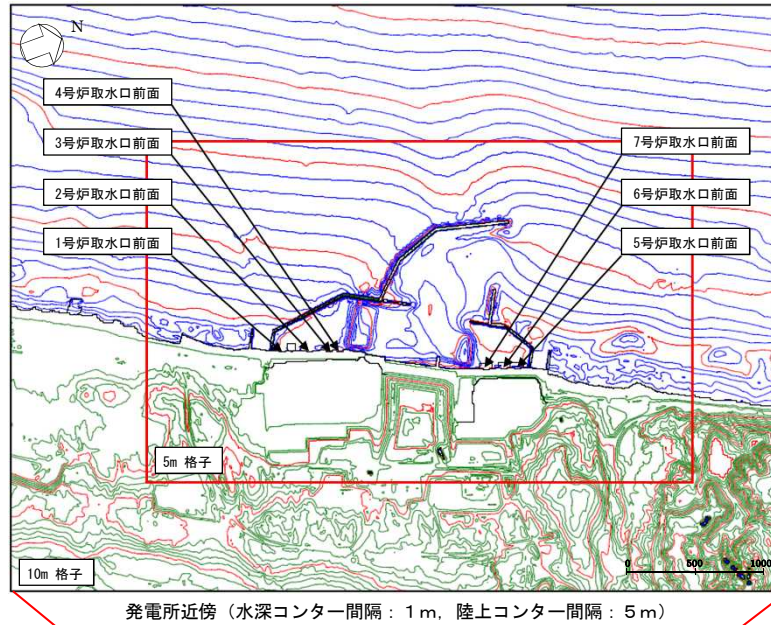 N
4号炉取水口前面
3号炉取水口前面
2号炉取水口前面
1号炉取水口前面
7号炉取水口前面
6号炉取水口前面
5号炉取水口前面
5m 格子
10m 格子
0 500 1000
発電所近傍（水深コンター間隔：１ｍ，陸上コンター間隔：５ｍ）